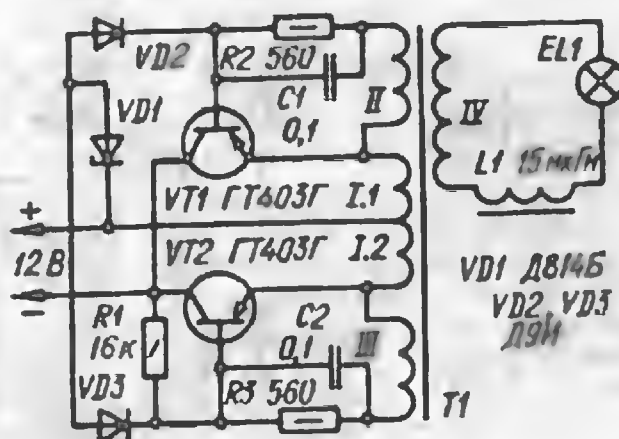 VD2
R2 560
C1
0,1
II
IV
EL1
L1 15 мкГн
VD1
VT1 ГТ403Г
I.1
+
12 В
−
VT2 ГТ403Г
I.2
R1
16к
C2
0,1
III
VD3
R3 560
T1
VD1 Д814Б
VD2, VD3